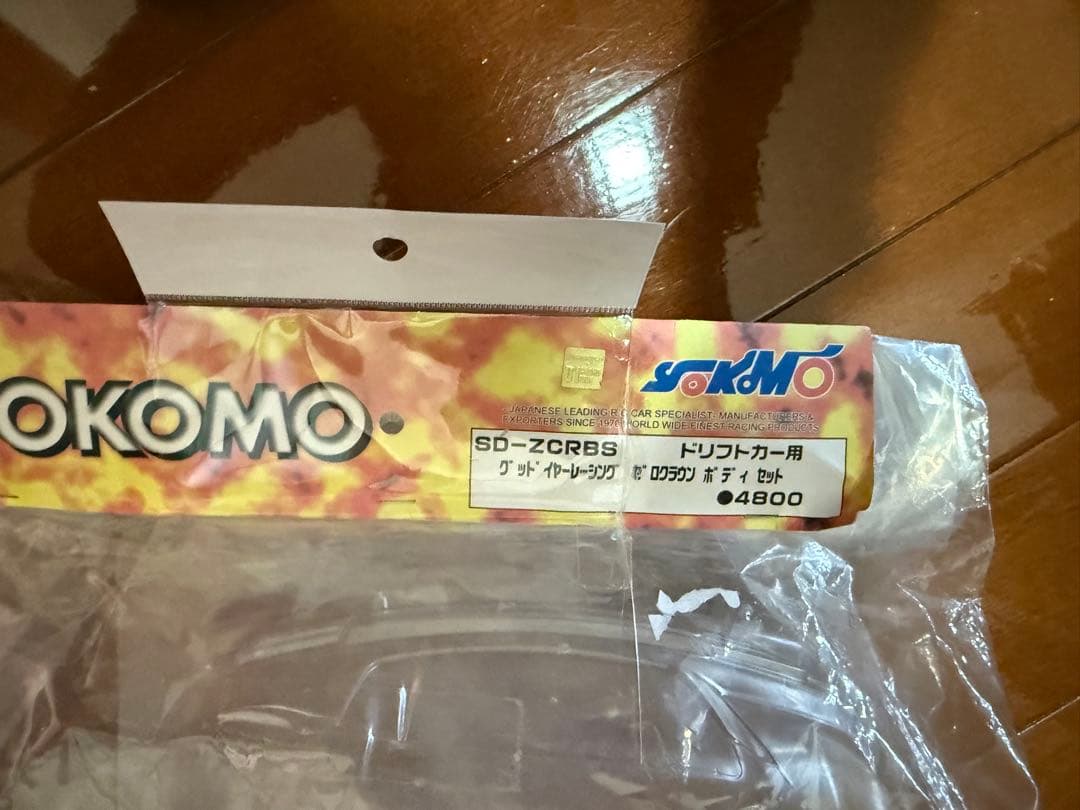 OKOMO
YOKOMO
JAPANESE LEADING R/C CAR SPECIALIST- MANUFACTURERS &
EXPORTERS SINCE 1970 WORLD WIDE FINEST RACING PRODUCTS
SD-ZCRBS ドリフトカー用
グッドイヤーレーシング ゼロクラウン ボディ セット
●4800